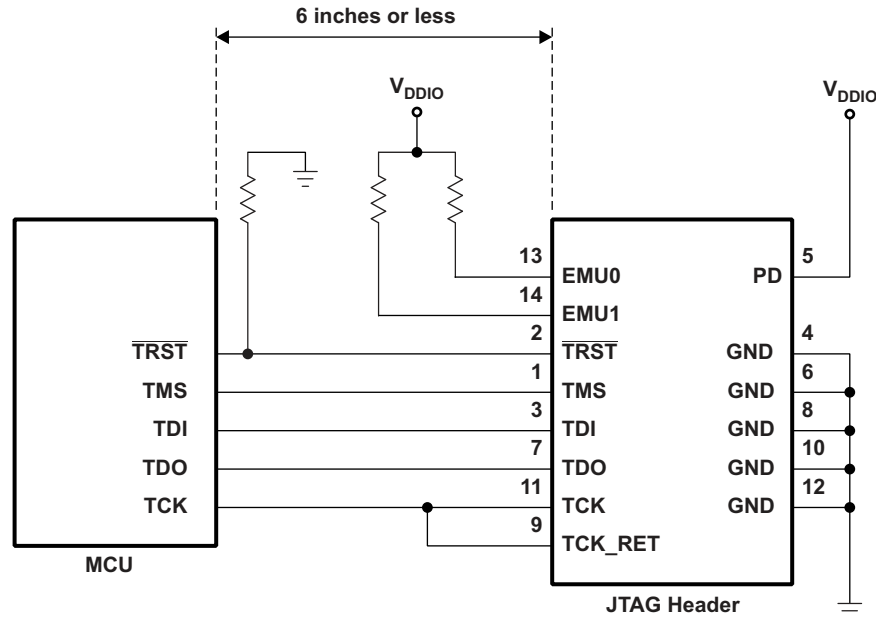 6 inches or less
V_DDIO
V_DDIO
13
EMU0
14
EMU1
2
TRST
TRST
1
TMS
TMS
3
TDI
TDI
7
TDO
TDO
11
TCK
TCK
9
TCK_RET
5
PD
4
GND
6
GND
8
GND
10
GND
12
GND
MCU
JTAG Header